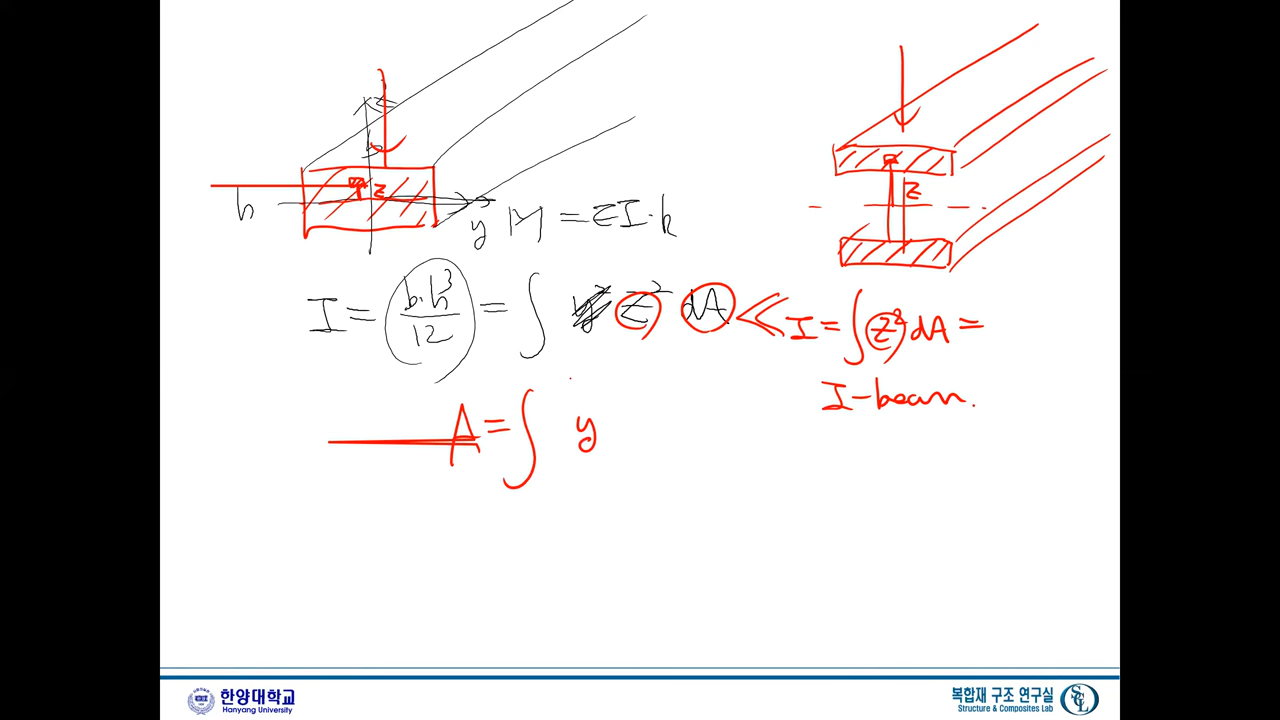 z
b
h
z
y
M = EI·k
z
I = b·h³/12 = ∫ z² dA << I = ∫ z² dA =
I-beam.
A = ∫ y
한양대학교
Hanyang University
복합재 구조 연구실
Structure & Composites Lab
SCL